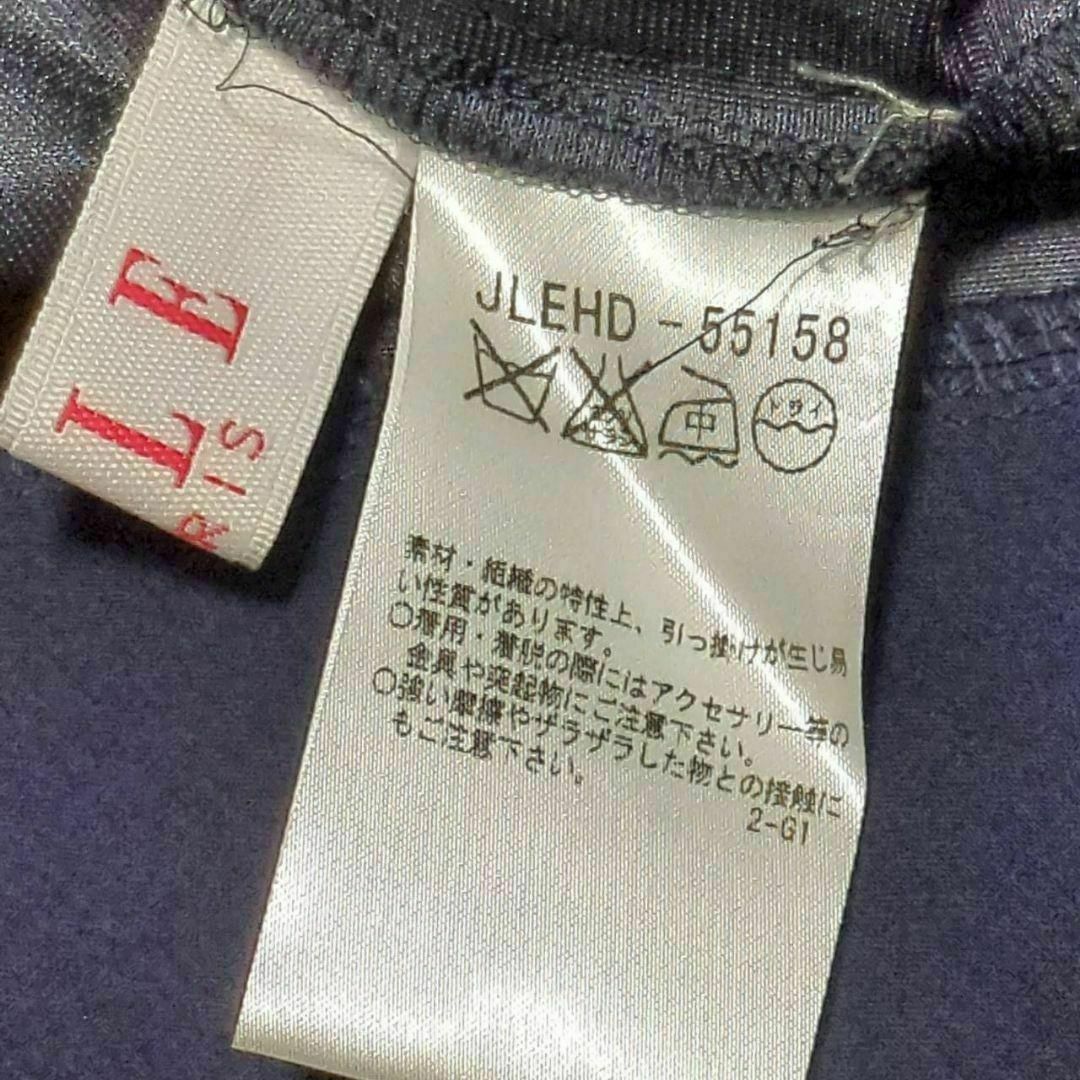 L E
R I S
JLEHD-55158
中 ドライ
素材・組織の特性上、引っ掛けが生じ易
い性質があります。
○着用・着脱の際にはアクセサリー等の
金具や突起物にご注意下さい。
○強い摩擦やザラザラした物との接触に
もご注意下さい。
2-G1